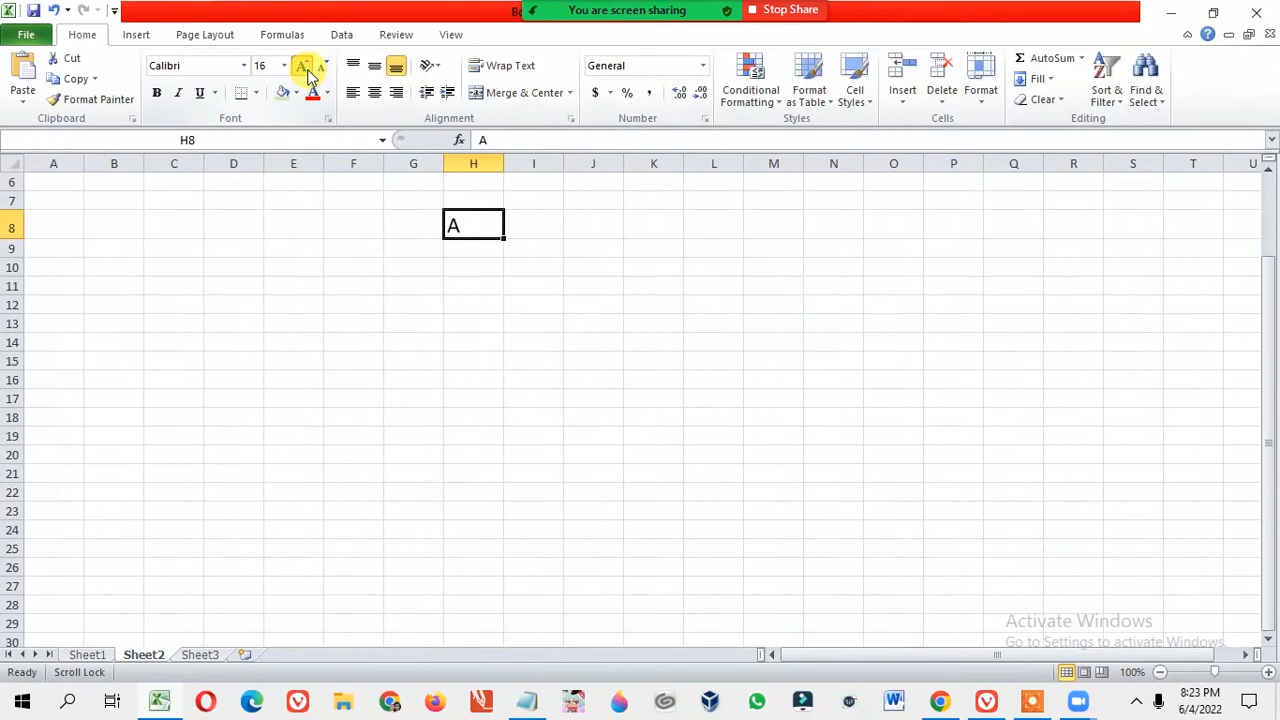 Bo
You are screen sharing
Stop Share
File
Home
Insert
Page Layout
Formulas
Data
Review
View
Paste
Cut
Copy
Format Painter
Clipboard
Calibri
16
B I U
Font
Wrap Text
Merge & Center
Alignment
General
$ % ,
Number
Conditional
Formatting
Format
as Table
Cell
Styles
Styles
Insert
Delete
Format
Cells
Σ AutoSum
Fill
Clear
Sort &
Filter
Find &
Select
Editing
H8
fx
A
A B C D E F G H I J K L M N O P Q R S T U
6
7
8 A
9
10
11
12
13
14
15
16
17
18
19
20
21
22
23
24
25
26
27
28
29
30
Activate Windows
Go to Settings to activate Windows.
Sheet1
Sheet2
Sheet3
Ready
Scroll Lock
100%
8:23 PM
6/4/2022